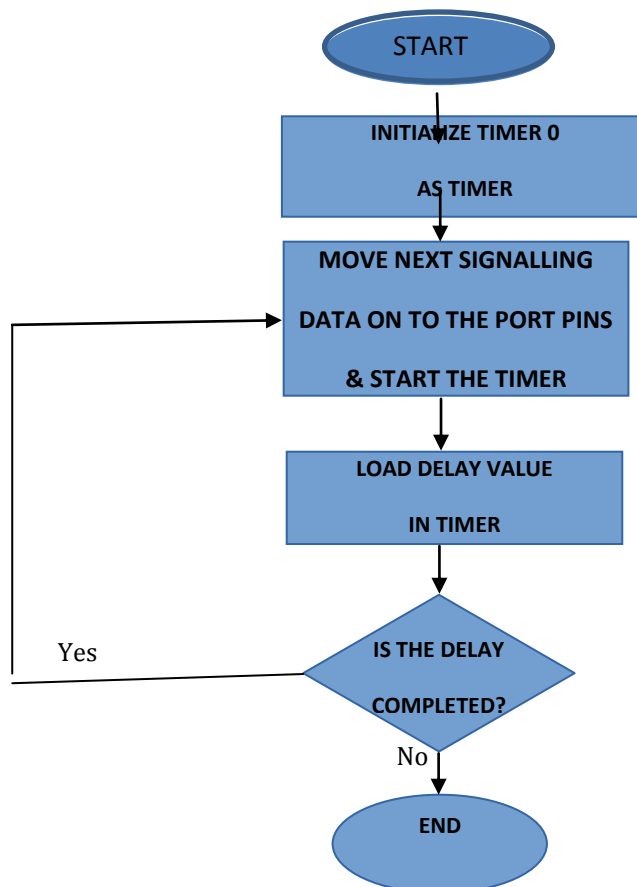 START
INITIALIZE TIMER 0
AS TIMER
MOVE NEXT SIGNALLING
DATA ON TO THE PORT PINS
& START THE TIMER
LOAD DELAY VALUE
IN TIMER
Yes
IS THE DELAY
COMPLETED?
No
END